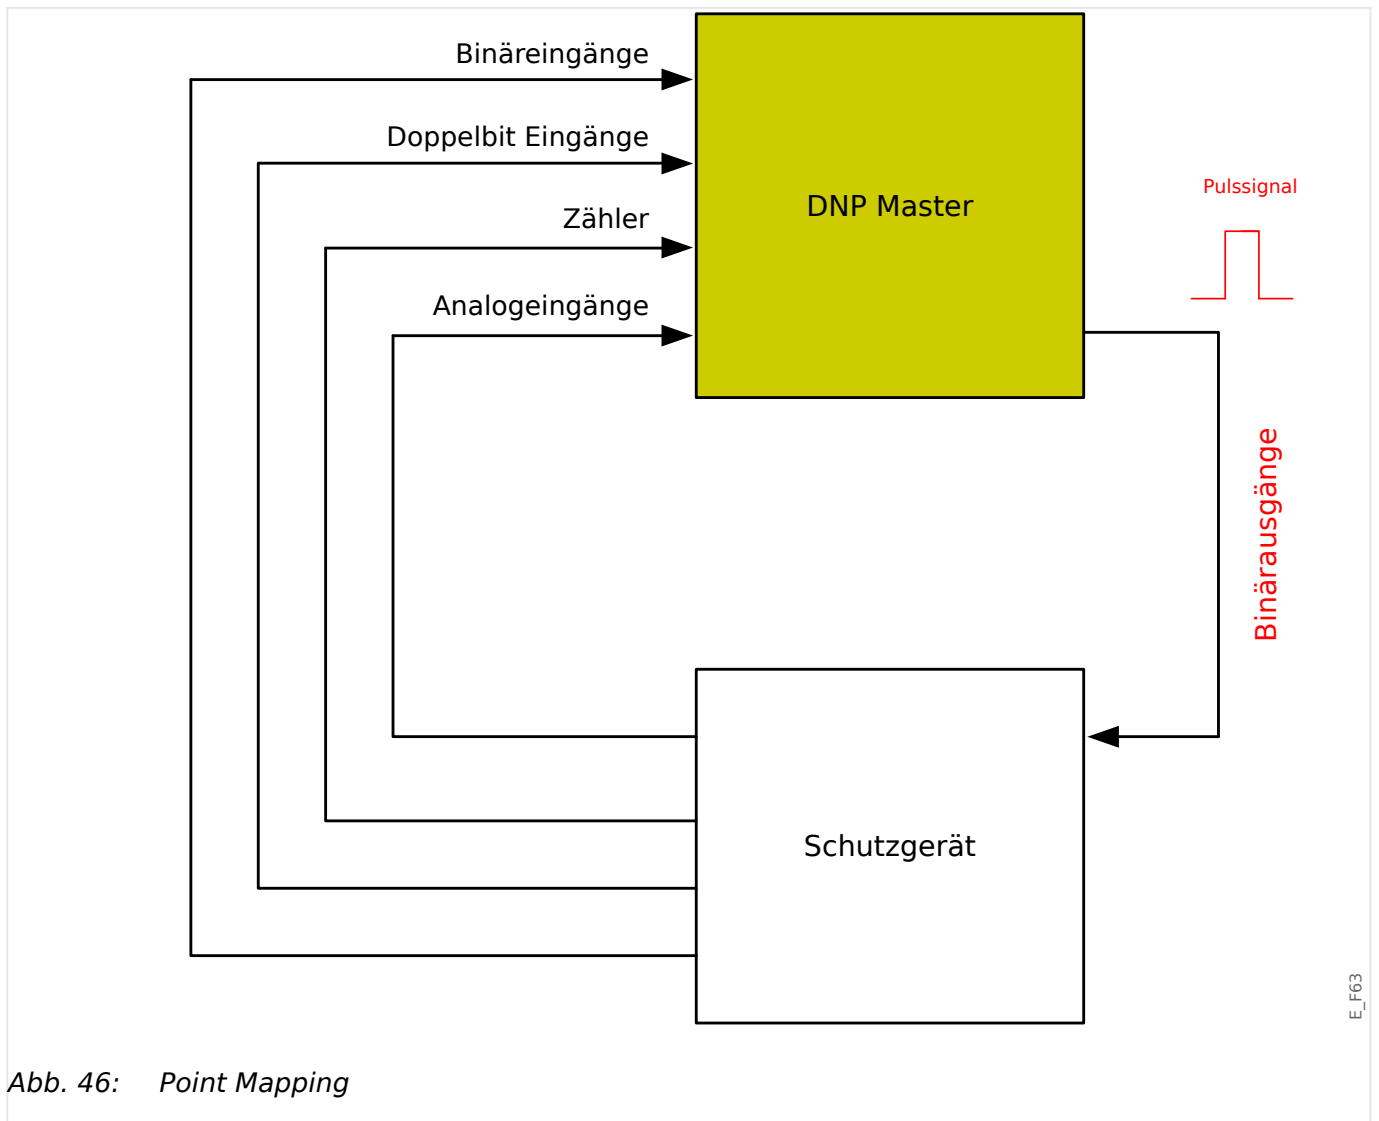 Binäreingänge
Doppelbit Eingänge
Zähler
Analogeingänge
DNP Master
Pulssignal
Binärausgänge
Schutzgerät
E_F63
Abb. 46: Point Mapping